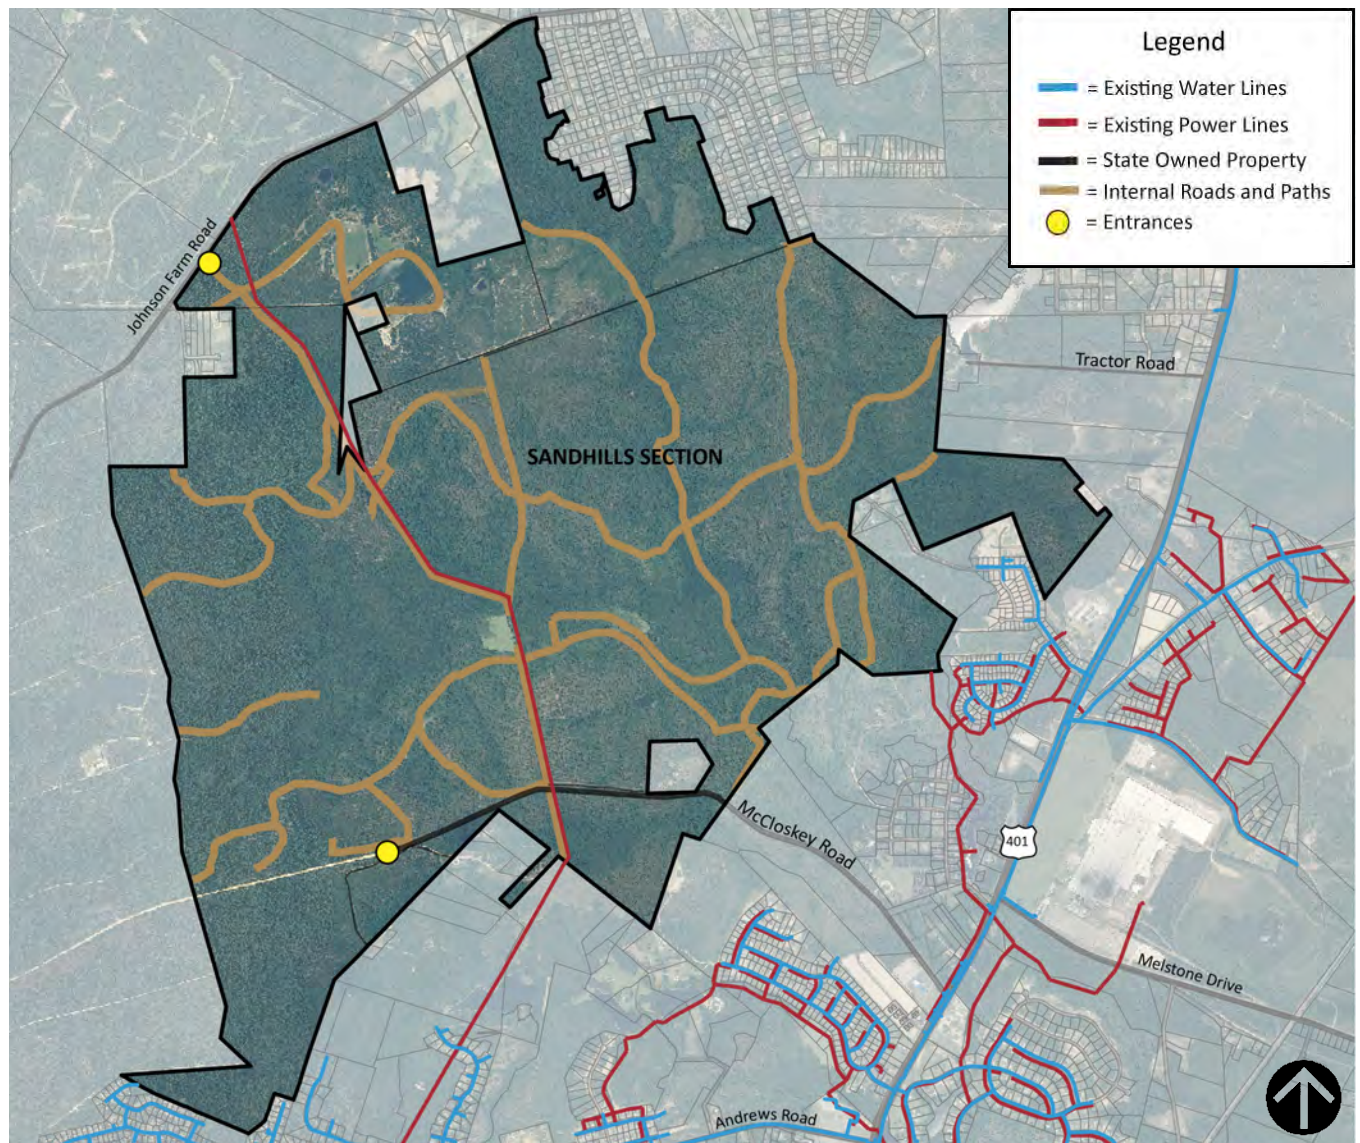 Legend
= Existing Water Lines
= Existing Power Lines
= State Owned Property
= Internal Roads and Paths
= Entrances
Johnson Farm Road
Tractor Road
SANDHILLS SECTION
McCloskey Road
401
Melstone Drive
Andrews Road